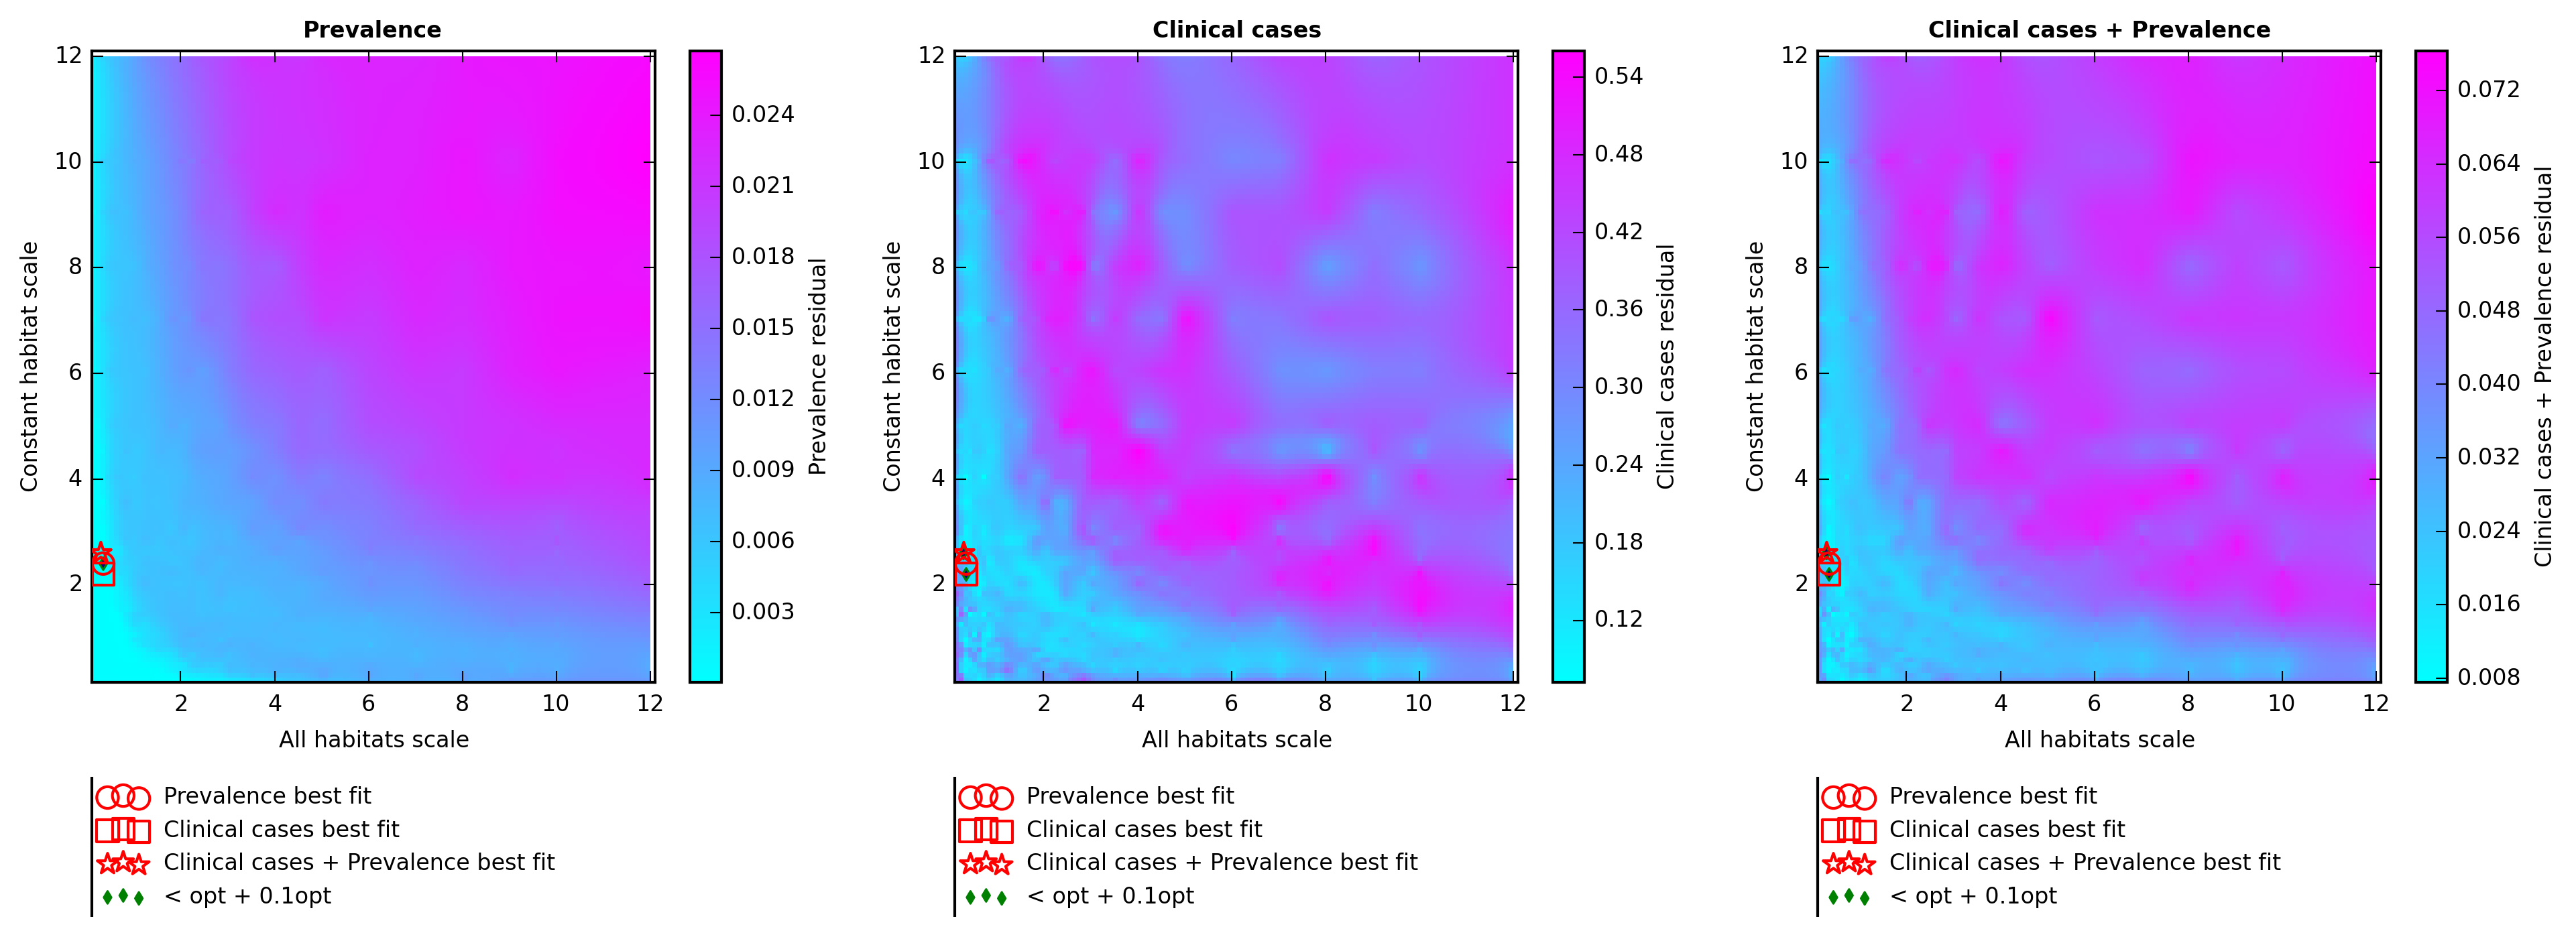 Prevalence
12
10
8
6
4
2
Constant habitat scale
2 4 6 8 10 12
All habitats scale
0.024
0.021
0.018
0.015
0.012
0.009
0.006
0.003
Prevalence residual
Prevalence best fit
Clinical cases best fit
Clinical cases + Prevalence best fit
< opt + 0.1opt
Clinical cases
12
10
8
6
4
2
Constant habitat scale
2 4 6 8 10 12
All habitats scale
0.54
0.48
0.42
0.36
0.30
0.24
0.18
0.12
Clinical cases residual
Prevalence best fit
Clinical cases best fit
Clinical cases + Prevalence best fit
< opt + 0.1opt
Clinical cases + Prevalence
12
10
8
6
4
2
Constant habitat scale
2 4 6 8 10 12
All habitats scale
0.072
0.064
0.056
0.048
0.040
0.032
0.024
0.016
0.008
Clinical cases + Prevalence residual
Prevalence best fit
Clinical cases best fit
Clinical cases + Prevalence best fit
< opt + 0.1opt